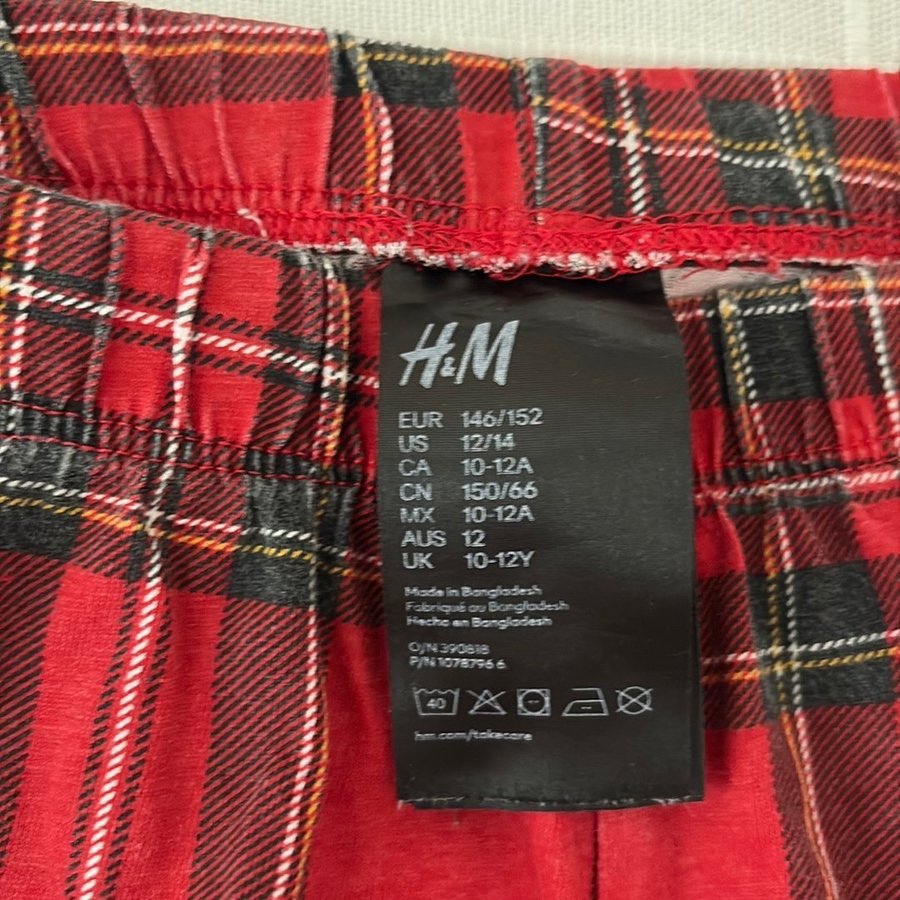 H&M
EUR 146/152
US 12/14
CA 10-12A
CN 150/66
MX 10-12A
AUS 12
UK 10-12Y
Made in Bangladesh
Fabriqué au Bangladesh
Hecho en Bangladesh
O/N 390818
P/N 1078796 6
40
hm.com/takecare